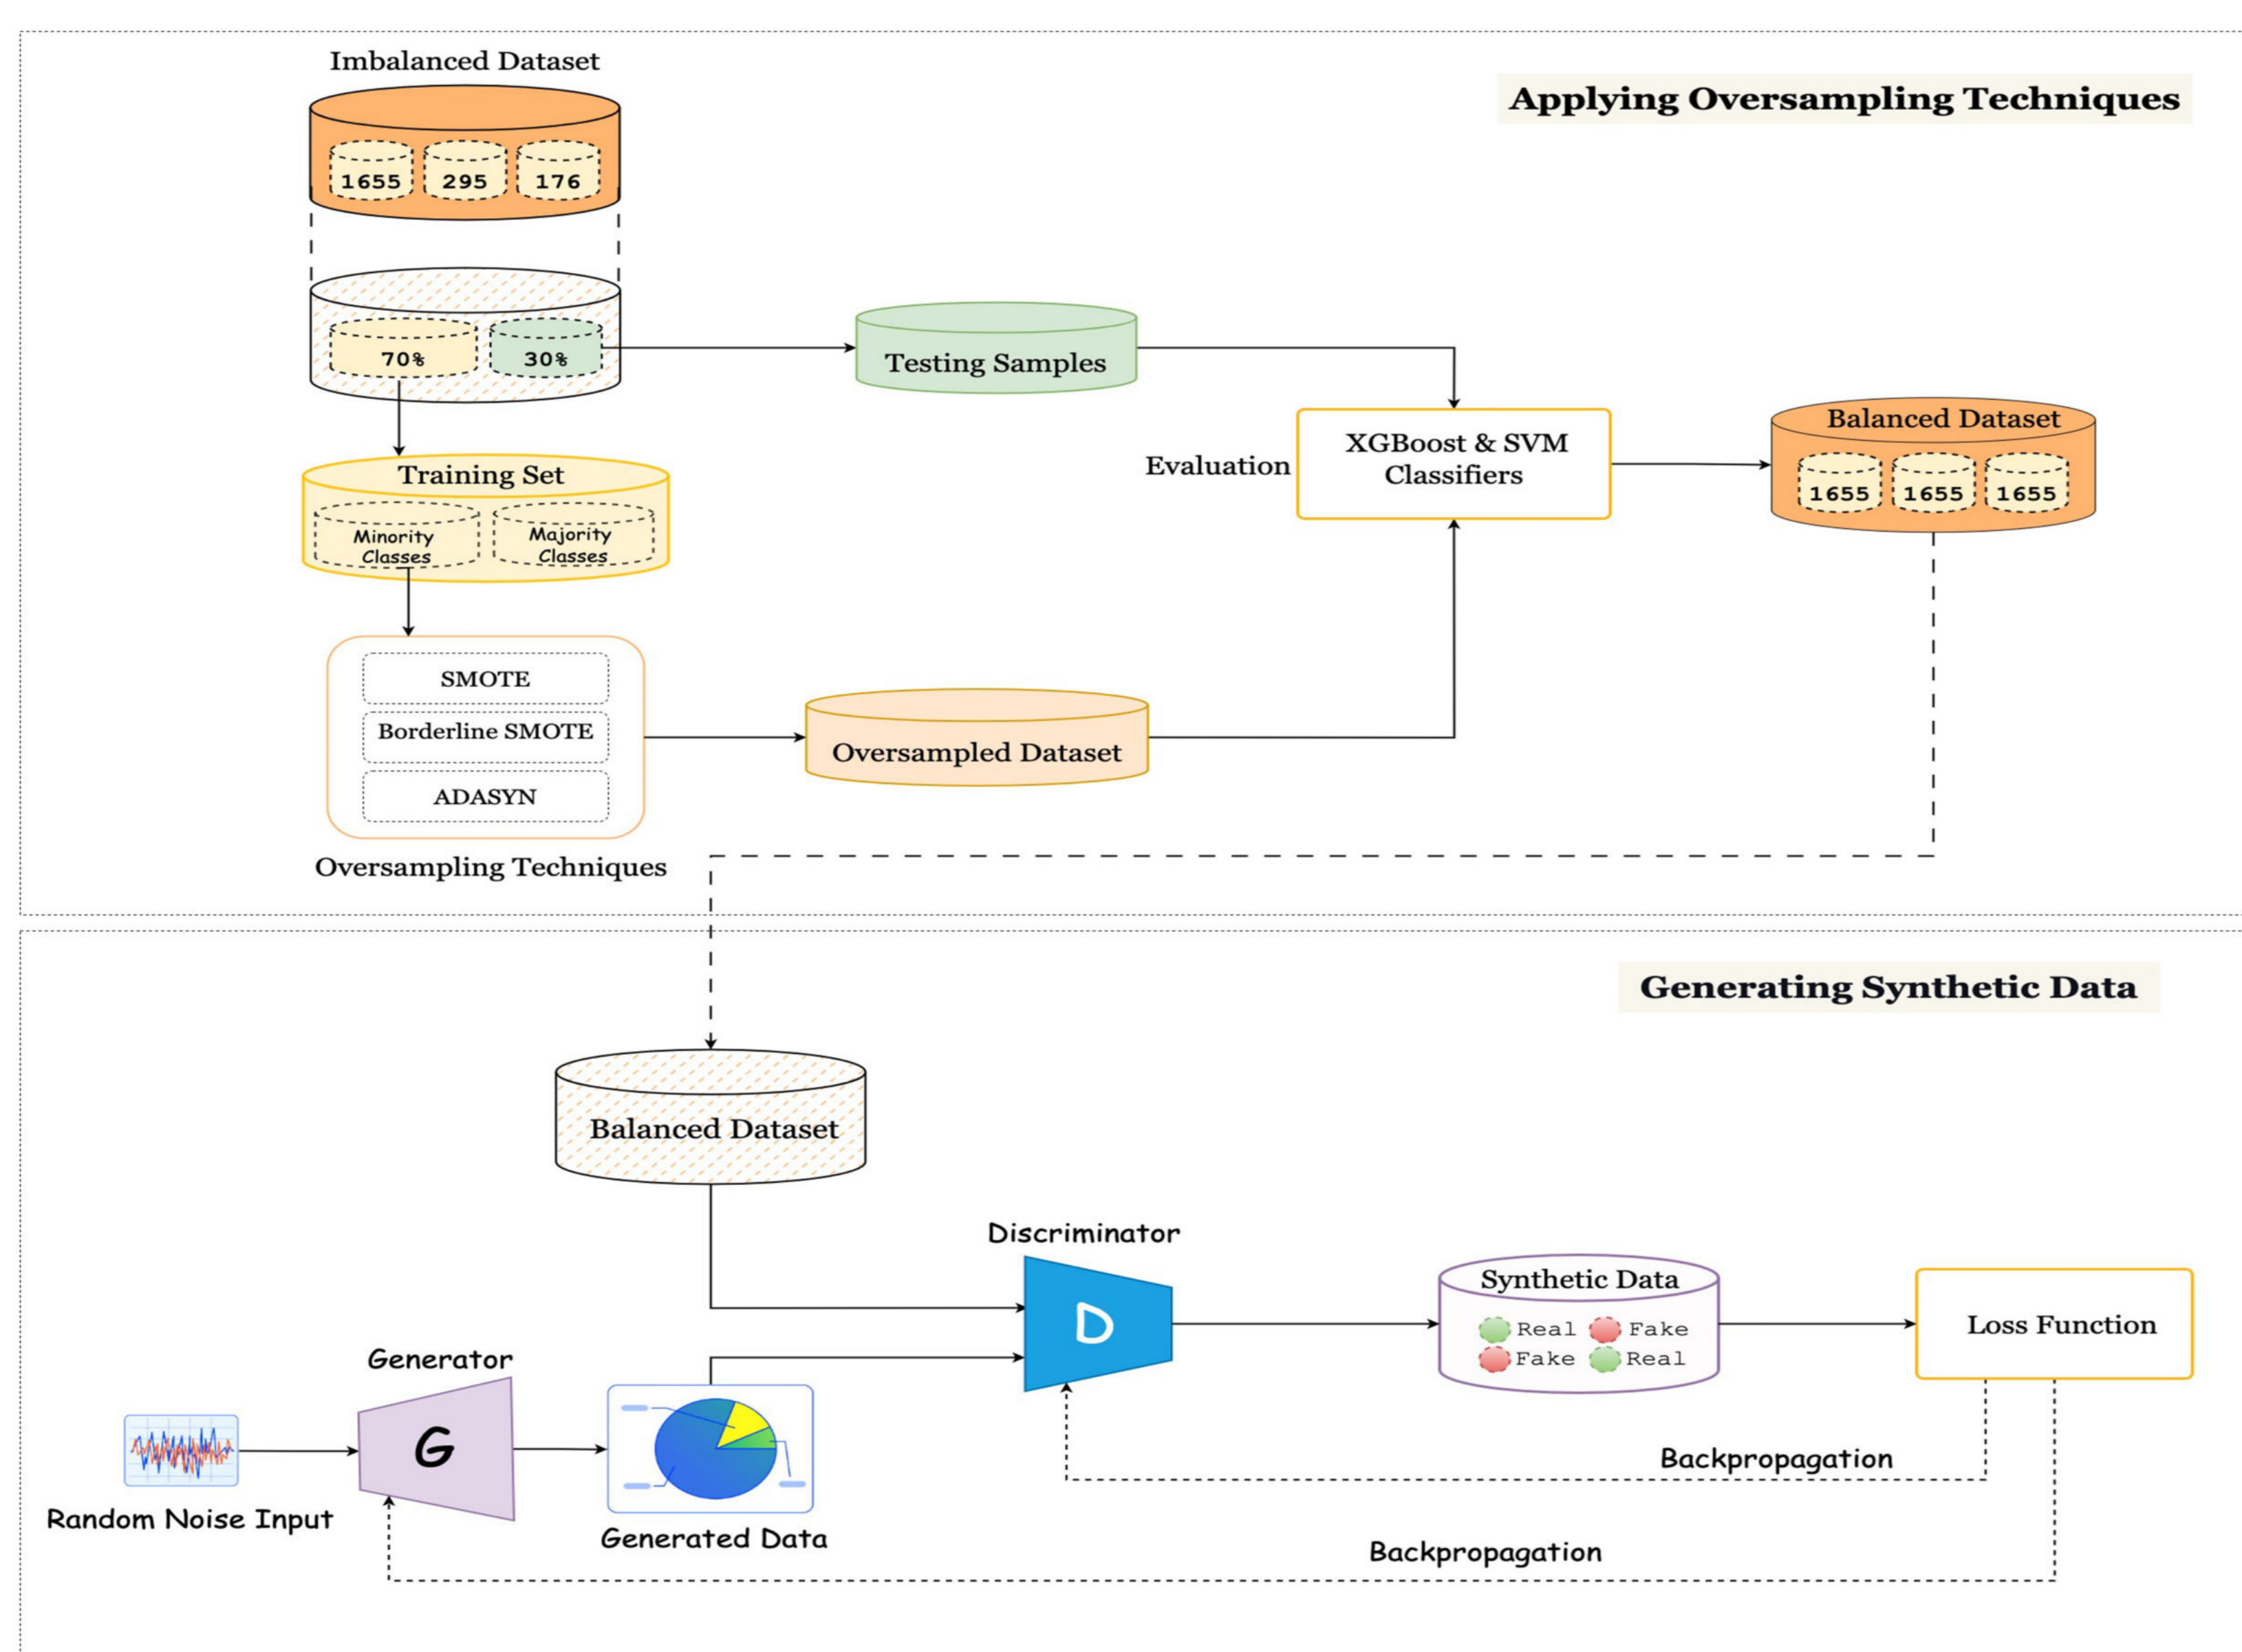 Imbalanced Dataset
Applying Oversampling Techniques
1655
295
176
70%
30%
Testing Samples
Training Set
Minority
Classes
Majority
Classes
Evaluation
XGBoost & SVM
Classifiers
Balanced Dataset
1655
1655
1655
SMOTE
Borderline SMOTE
ADASYN
Oversampling Techniques
Oversampled Dataset
Generating Synthetic Data
Balanced Dataset
Discriminator
D
Synthetic Data
Real
Fake
Fake
Real
Loss Function
Generator
G
Random Noise Input
Generated Data
Backpropagation
Backpropagation